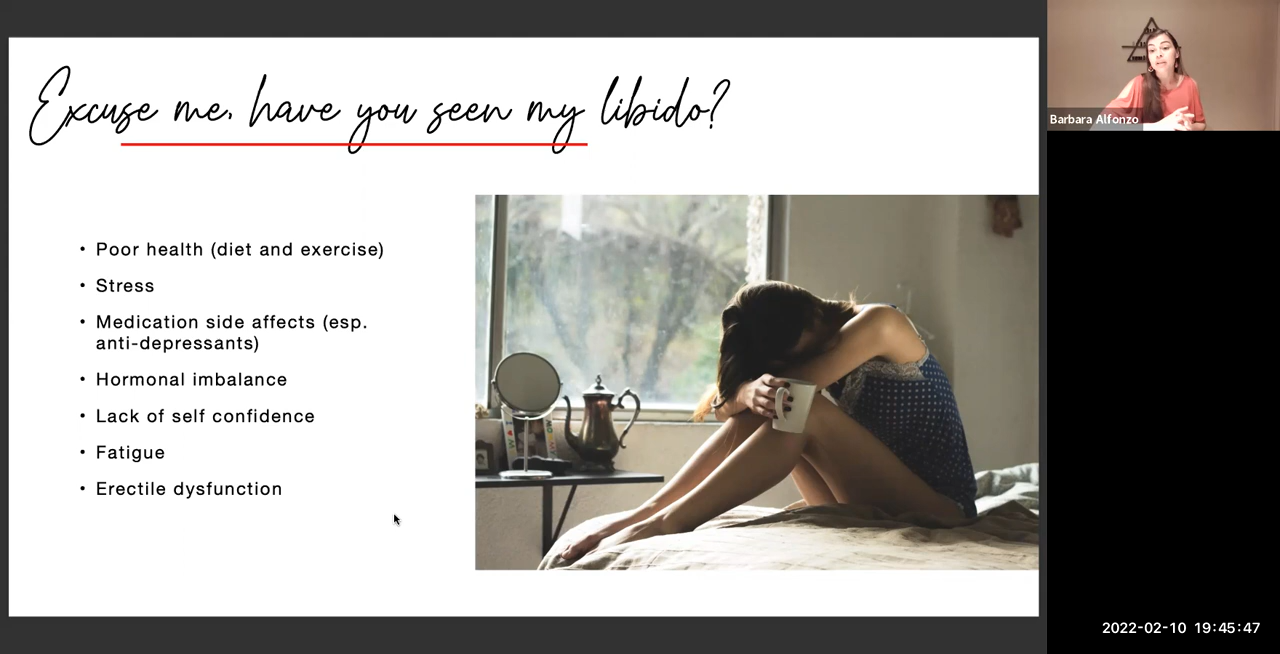 Excuse me, have you seen my libido?
• Poor health (diet and exercise)
• Stress
• Medication side affects (esp.
anti-depressants)
• Hormonal imbalance
• Lack of self confidence
• Fatigue
• Erectile dysfunction
Barbara Alfonzo
2022-02-10 19:45:47